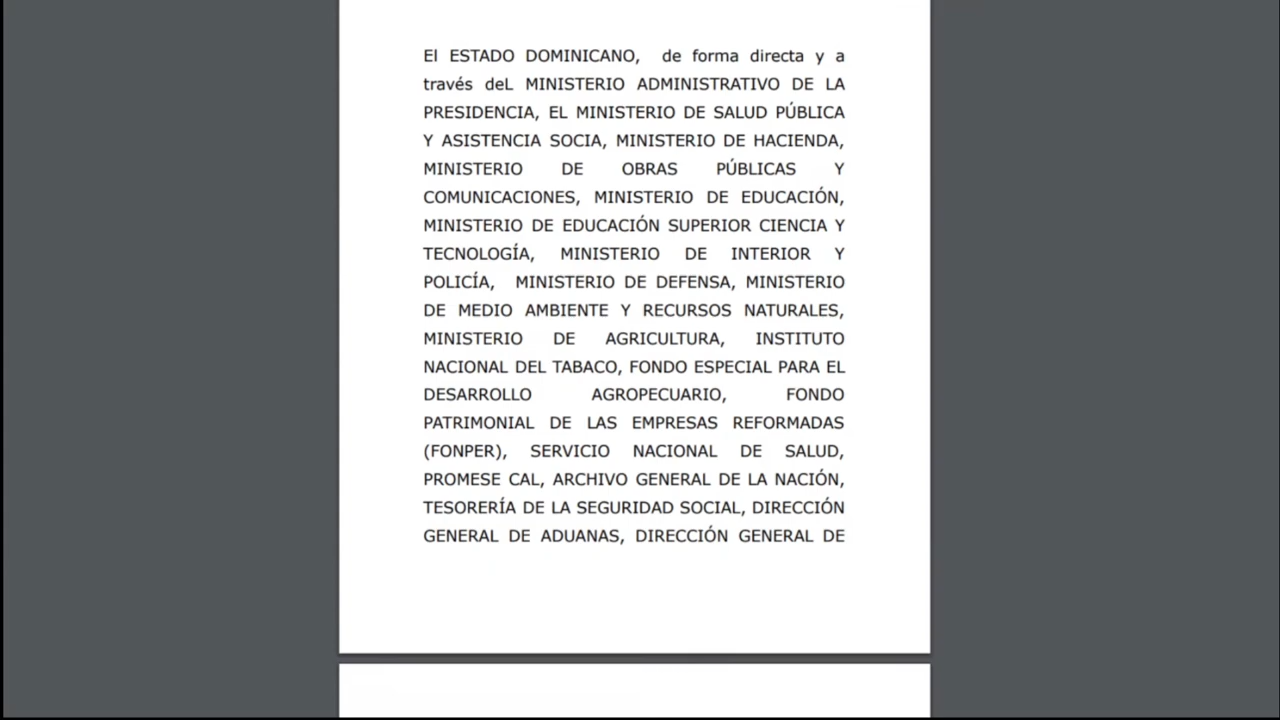 El ESTADO DOMINICANO, de forma directa y a
través deL MINISTERIO ADMINISTRATIVO DE LA
PRESIDENCIA, EL MINISTERIO DE SALUD PÚBLICA
Y ASISTENCIA SOCIA, MINISTERIO DE HACIENDA,
MINISTERIO DE OBRAS PÚBLICAS Y
COMUNICACIONES, MINISTERIO DE EDUCACIÓN,
MINISTERIO DE EDUCACIÓN SUPERIOR CIENCIA Y
TECNOLOGÍA, MINISTERIO DE INTERIOR Y
POLICÍA, MINISTERIO DE DEFENSA, MINISTERIO
DE MEDIO AMBIENTE Y RECURSOS NATURALES,
MINISTERIO DE AGRICULTURA, INSTITUTO
NACIONAL DEL TABACO, FONDO ESPECIAL PARA EL
DESARROLLO AGROPECUARIO, FONDO
PATRIMONIAL DE LAS EMPRESAS REFORMADAS
(FONPER), SERVICIO NACIONAL DE SALUD,
PROMESE CAL, ARCHIVO GENERAL DE LA NACIÓN,
TESORERÍA DE LA SEGURIDAD SOCIAL, DIRECCIÓN
GENERAL DE ADUANAS, DIRECCIÓN GENERAL DE